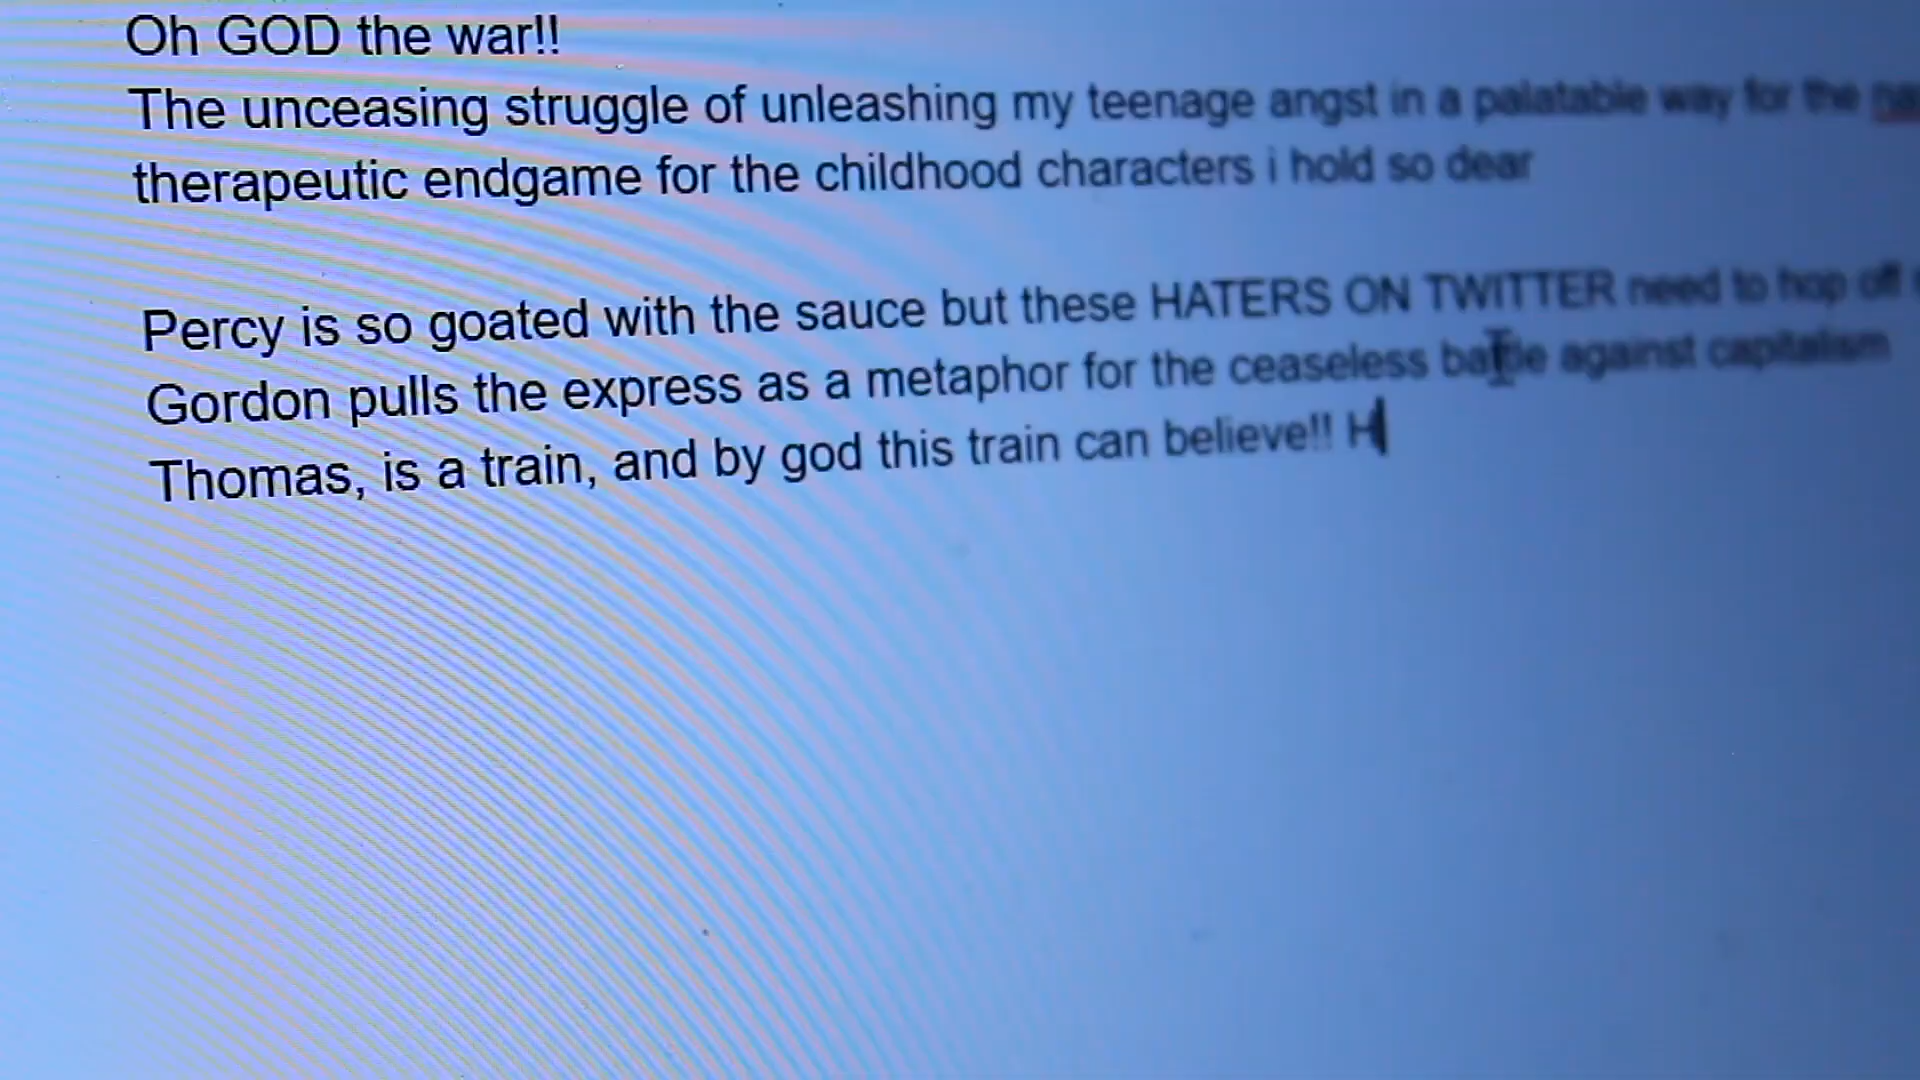 Oh GOD the war!!
The unceasing struggle of unleashing my teenage angst in a palatable way for the
therapeutic endgame for the childhood characters i hold so dear
Percy is so goated with the sauce but these HATERS ON TWITTER need to hop off
Gordon pulls the express as a metaphor for the ceaseless battle against capitalism
Thomas, is a train, and by god this train can believe!! H